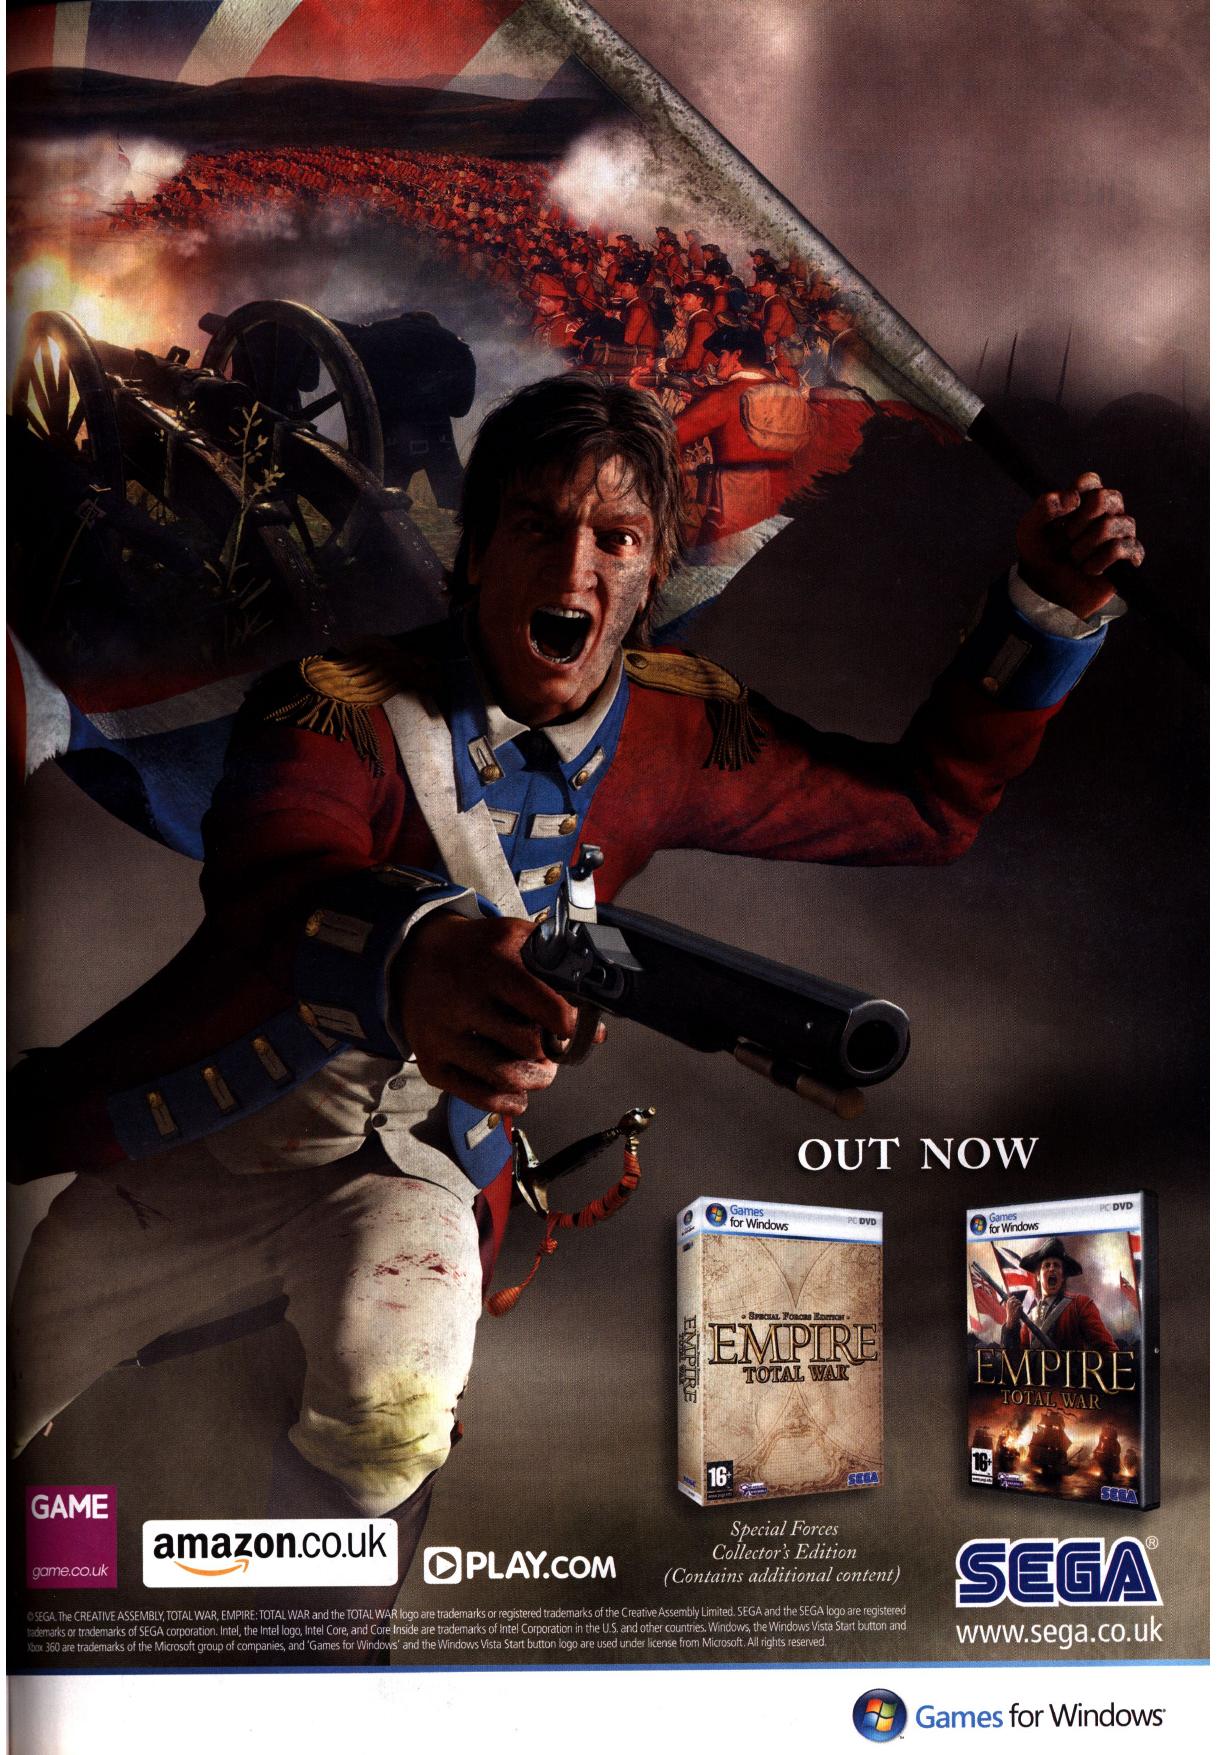 OUT NOW
Games
for Windows
PC DVD
SPECIAL FORCES EDITION
EMPIRE
TOTAL WAR
EMPIRE
TOTAL WAR
16+
SEGA
Games
for Windows
PC DVD
EMPIRE
TOTAL WAR
16+
SEGA
Special Forces
Collector's Edition
(Contains additional content)
GAME
game.co.uk
amazon.co.uk
PLAY.COM
SEGA®
www.sega.co.uk
© SEGA. The CREATIVE ASSEMBLY, TOTAL WAR, EMPIRE: TOTAL WAR and the TOTAL WAR logo are trademarks or registered trademarks of the Creative Assembly Limited. SEGA and the SEGA logo are registered
trademarks or trademarks of SEGA corporation. Intel, the Intel logo, Intel Core, and Core Inside are trademarks of Intel Corporation in the U.S. and other countries. Windows, the Windows Vista Start button and
Xbox 360 are trademarks of the Microsoft group of companies, and 'Games for Windows' and the Windows Vista Start button logo are used under license from Microsoft. All rights reserved.
Games for Windows